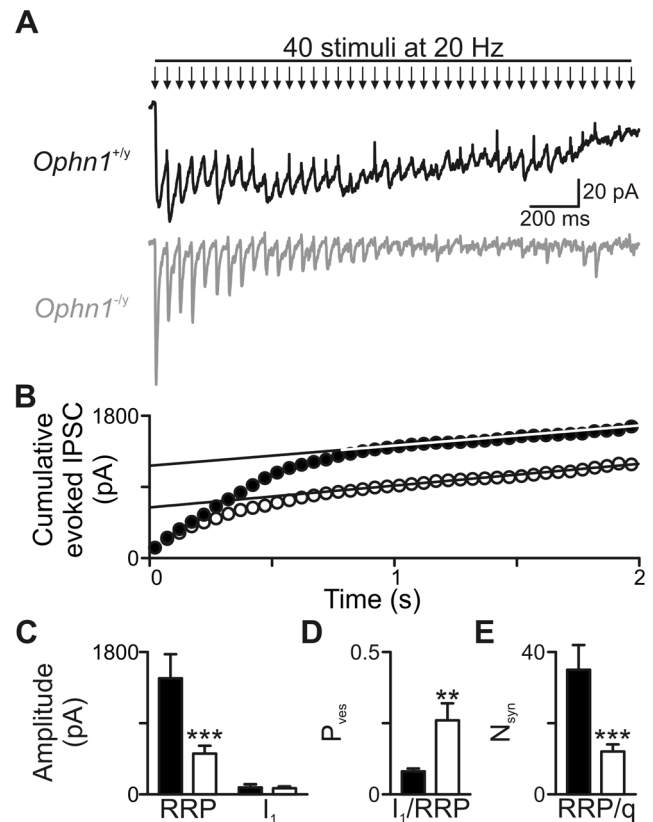 A
40 stimuli at 20 Hz
Ophn1+/y
20 pA
200 ms
Ophn1-/y
B
1800
Cumulative
evoked IPSC
(pA)
0
0
1
2
Time (s)
C
D
E
1800
0.5
40
Amplitude
(pA)
***
Pves
**
Nsyn
***
0
0
0
RRP
I1
I1/RRP
RRP/q